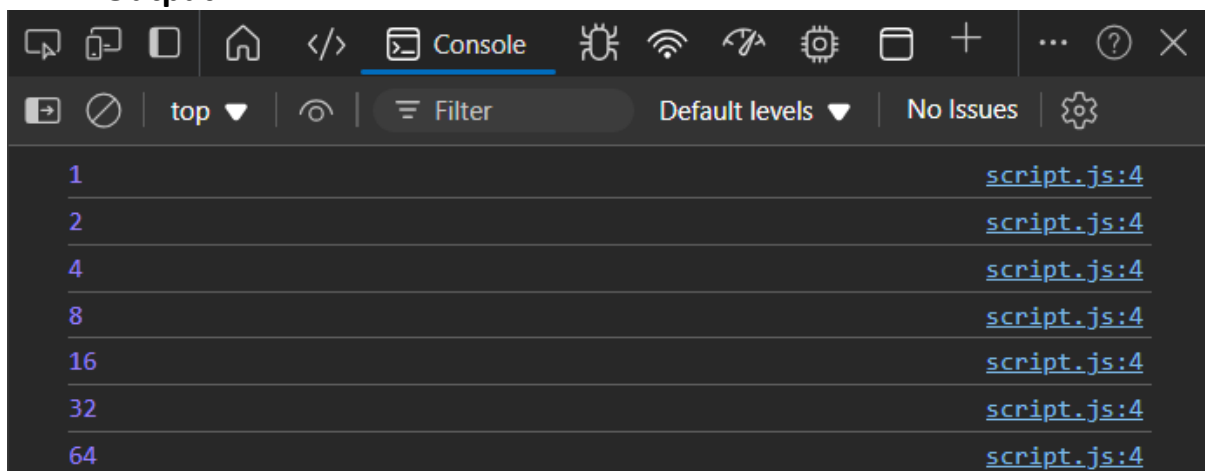 Console
top Filter Default levels No Issues
1 script.js:4
2 script.js:4
4 script.js:4
8 script.js:4
16 script.js:4
32 script.js:4
64 script.js:4